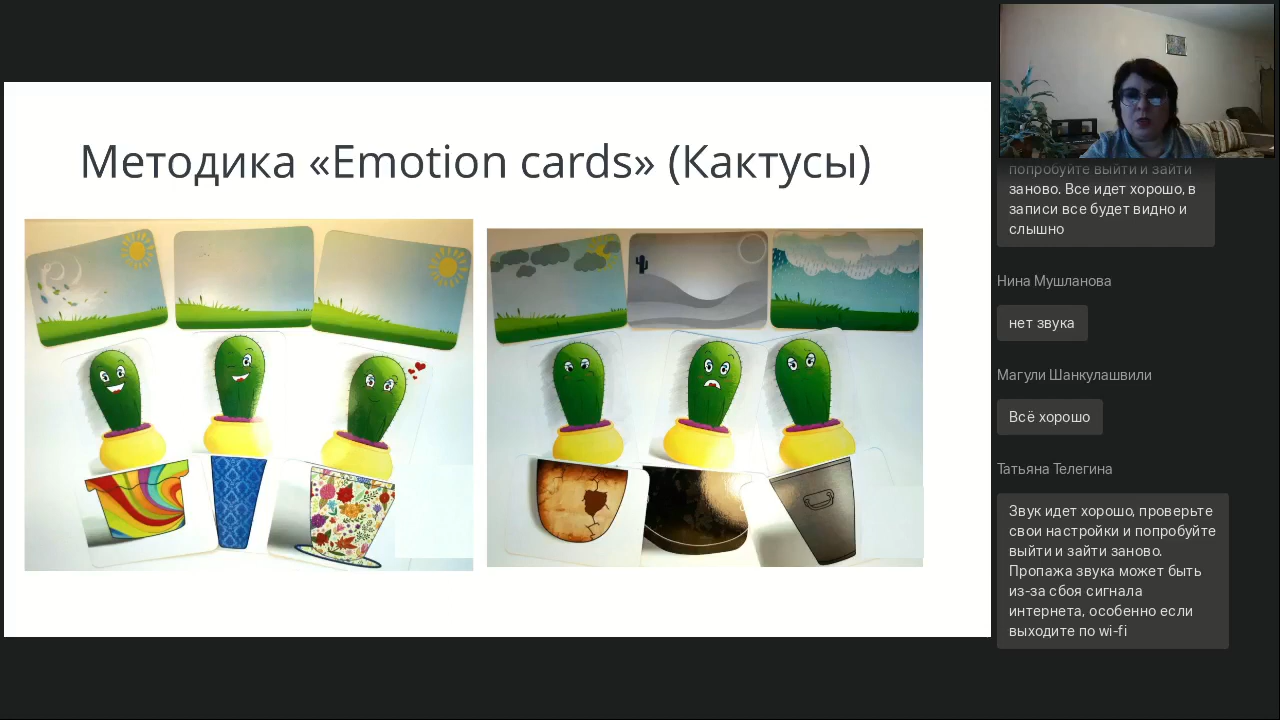 Методика «Emotion cards» (Кактусы)
попробуйте выйти и зайти
заново. Все идет хорошо, в
записи все будет видно и
слышно
Нина Мушланова
нет звука
Магули Шанкулашвили
Всё хорошо
Татьяна Телегина
Звук идет хорошо, проверьте
свои настройки и попробуйте
выйти и зайти заново.
Пропажа звука может быть
из-за сбоя сигнала
интернета, особенно если
выходите по wi-fi